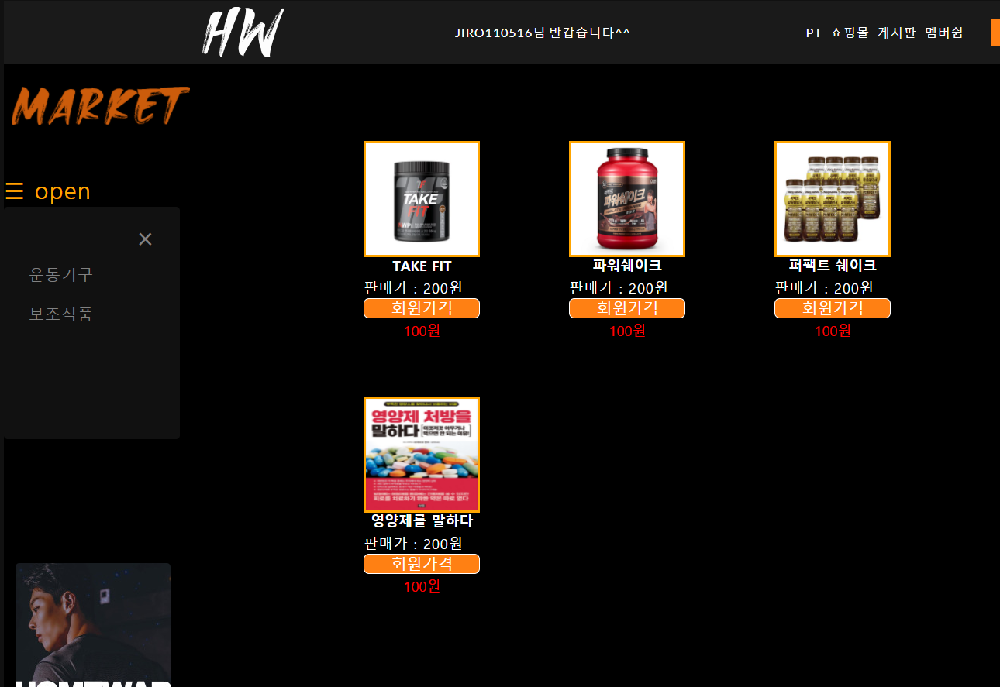 HW
JIRO110516님 반갑습니다^^
PT 쇼핑몰 게시판 멤버쉽
MARKET
☰ open
×
운동기구
보조식품
TAKE
FIT
WPI
파워쉐이크
TAKE FIT
파워쉐이크
퍼팩트 쉐이크
판매가 : 200원
판매가 : 200원
판매가 : 200원
회원가격
회원가격
회원가격
100원
100원
100원
영양제 처방을
말하다
영양제를 말하다
판매가 : 200원
회원가격
100원